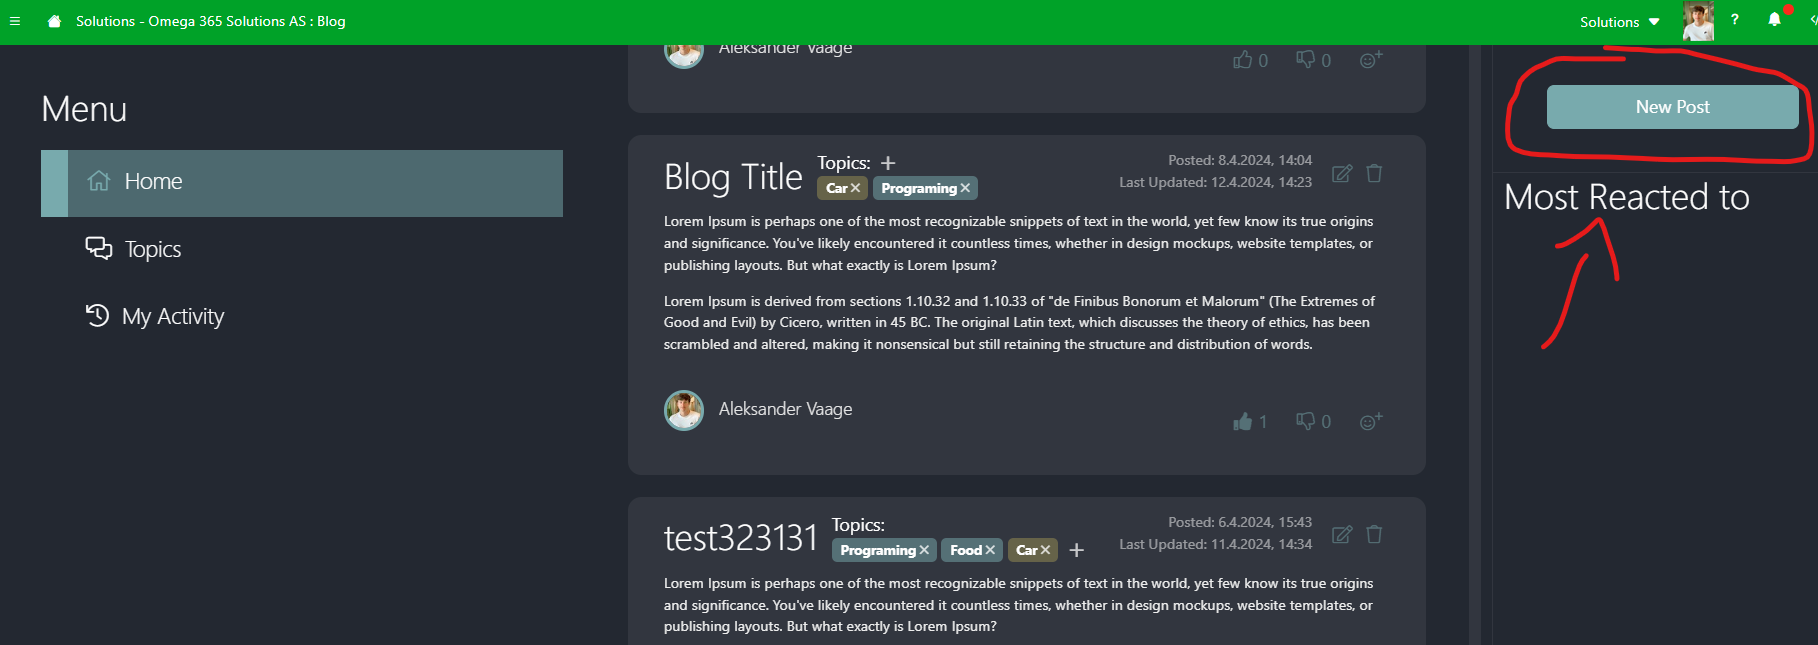 Solutions - Omega 365 Solutions AS : Blog
Solutions
?
Menu
Home
Topics
My Activity
Aleksander Vaage
0
0
Blog Title
Topics: +
Car× Programing×
Posted: 8.4.2024, 14:04
Last Updated: 12.4.2024, 14:23
Lorem Ipsum is perhaps one of the most recognizable snippets of text in the world, yet few know its true origins
and significance. You've likely encountered it countless times, whether in design mockups, website templates, or
publishing layouts. But what exactly is Lorem Ipsum?
Lorem Ipsum is derived from sections 1.10.32 and 1.10.33 of "de Finibus Bonorum et Malorum" (The Extremes of
Good and Evil) by Cicero, written in 45 BC. The original Latin text, which discusses the theory of ethics, has been
scrambled and altered, making it nonsensical but still retaining the structure and distribution of words.
Aleksander Vaage
1
0
test323131
Topics:
Programing× Food× Car× +
Posted: 6.4.2024, 15:43
Last Updated: 11.4.2024, 14:34
Lorem Ipsum is perhaps one of the most recognizable snippets of text in the world, yet few know its true origins
and significance. You've likely encountered it countless times, whether in design mockups, website templates, or
publishing layouts. But what exactly is Lorem Ipsum?
New Post
Most Reacted to